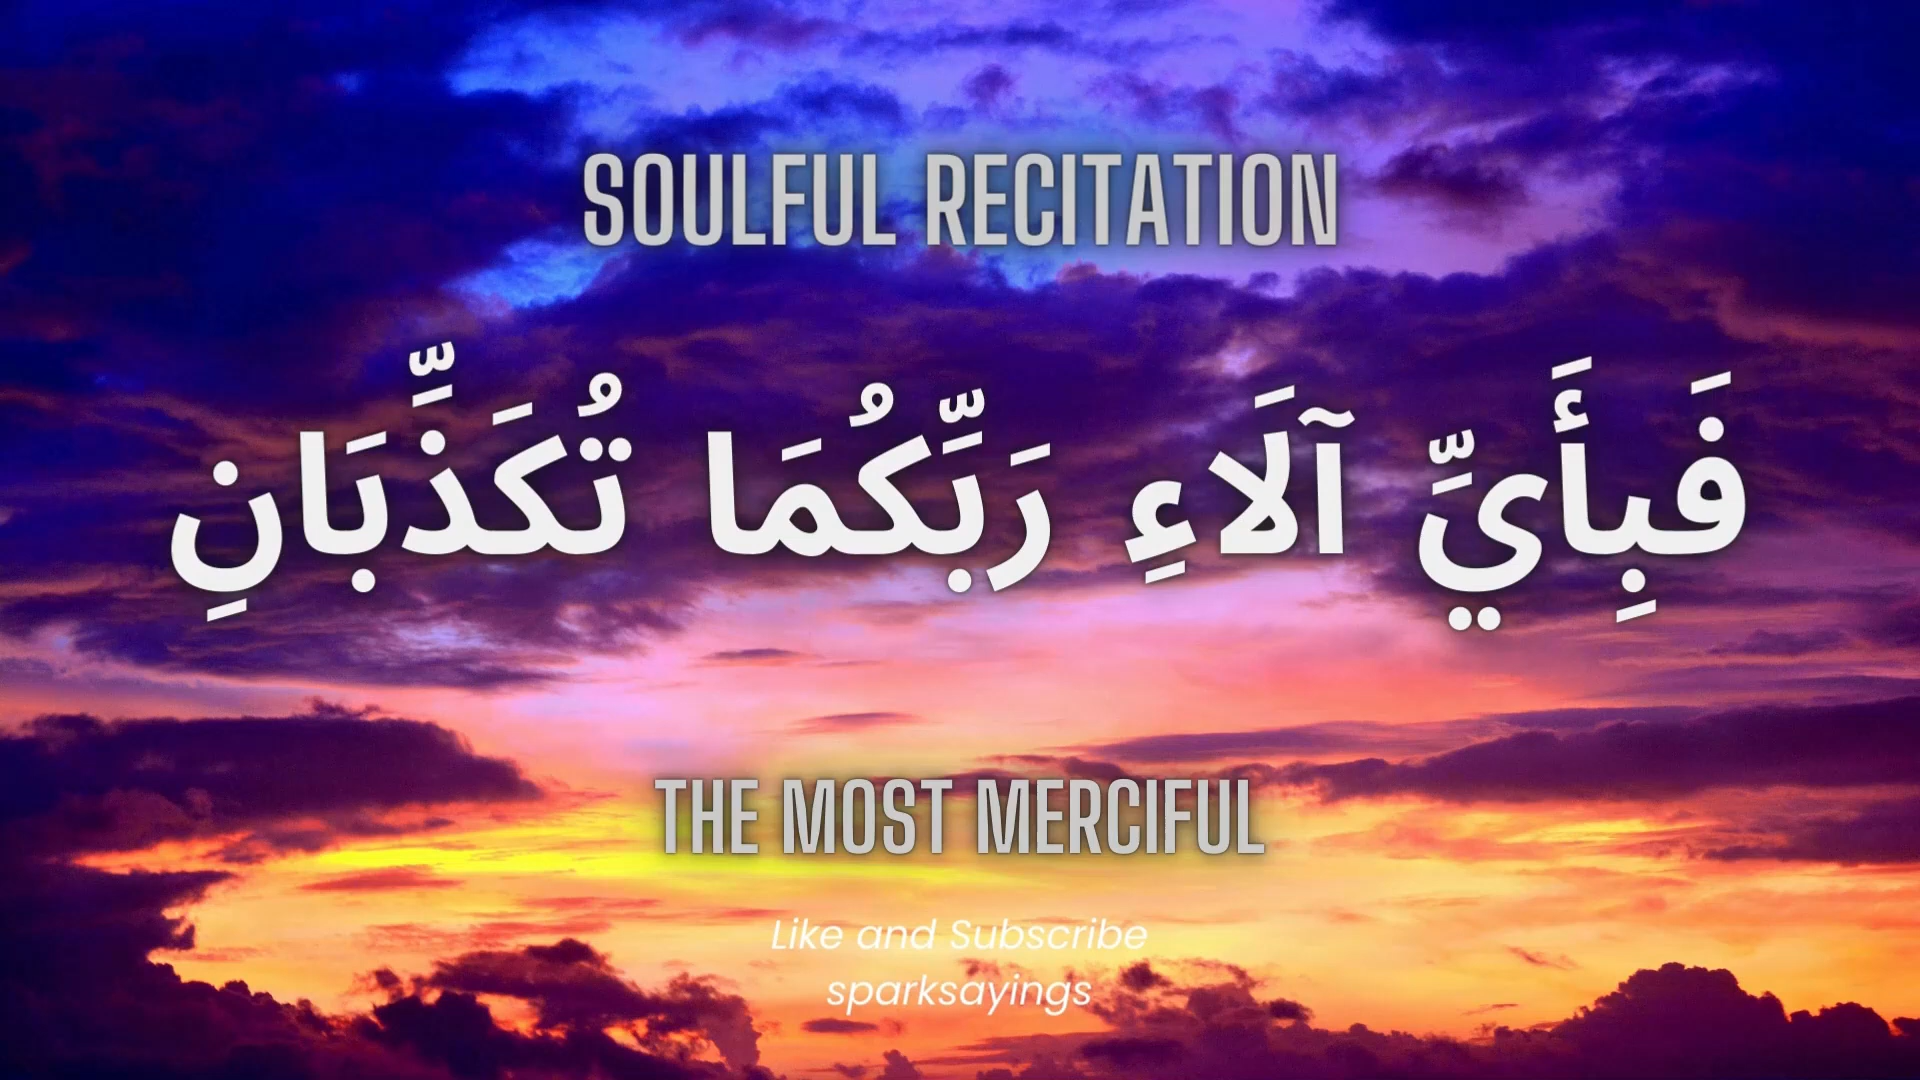 SOULFUL RECITATION
فَبِأَيِّ آلَاءِ رَبِّكُمَا تُكَذِّبَانِ
THE MOST MERCIFUL
Like and Subscribe
sparksayings